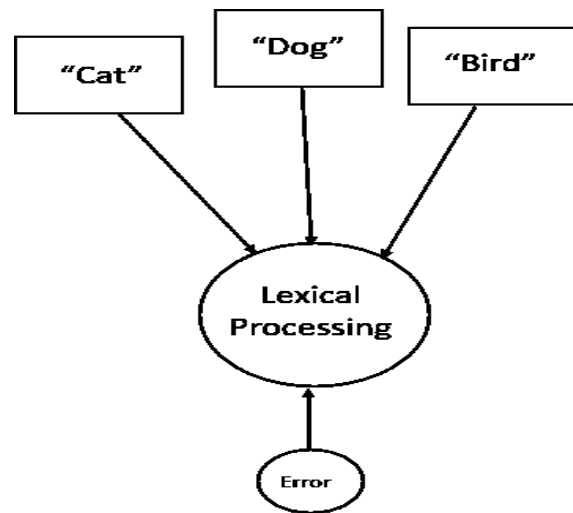 “Cat”
“Dog”
“Bird”
Lexical
Processing
Error